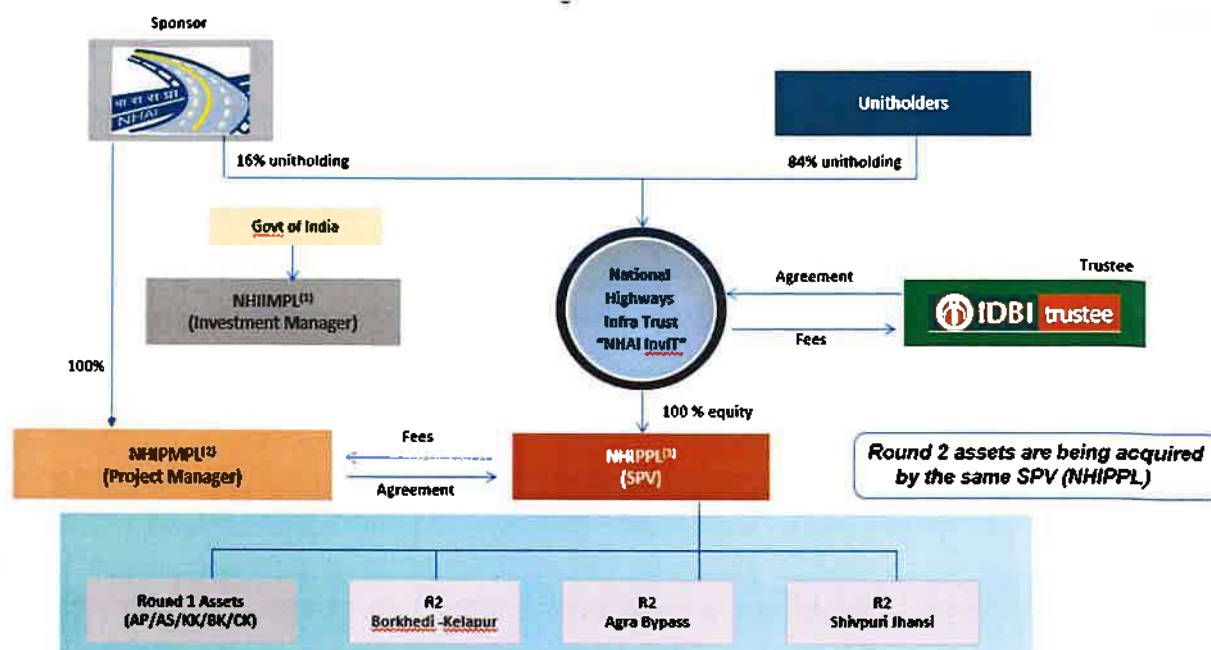 Sponsor
भा रा रा प्रा
NHAI
Unitholders
16% unitholding
84% unitholding
Govt of India
NHIIMPL(1)
(Investment Manager)
National
Highways
Infra Trust
"NHAI InvIT"
Agreement
Fees
Trustee
IDBI trustee
100%
100 % equity
NHIPMPL(2)
(Project Manager)
Fees
Agreement
NHIPPL(3)
(SPV)
Round 2 assets are being acquired
by the same SPV (NHIPPL)
Round 1 Assets
(AP/AS/KK/BK/CK)
R2
Borkhedi -Kelapur
R2
Agra Bypass
R2
Shivpuri Jhansi